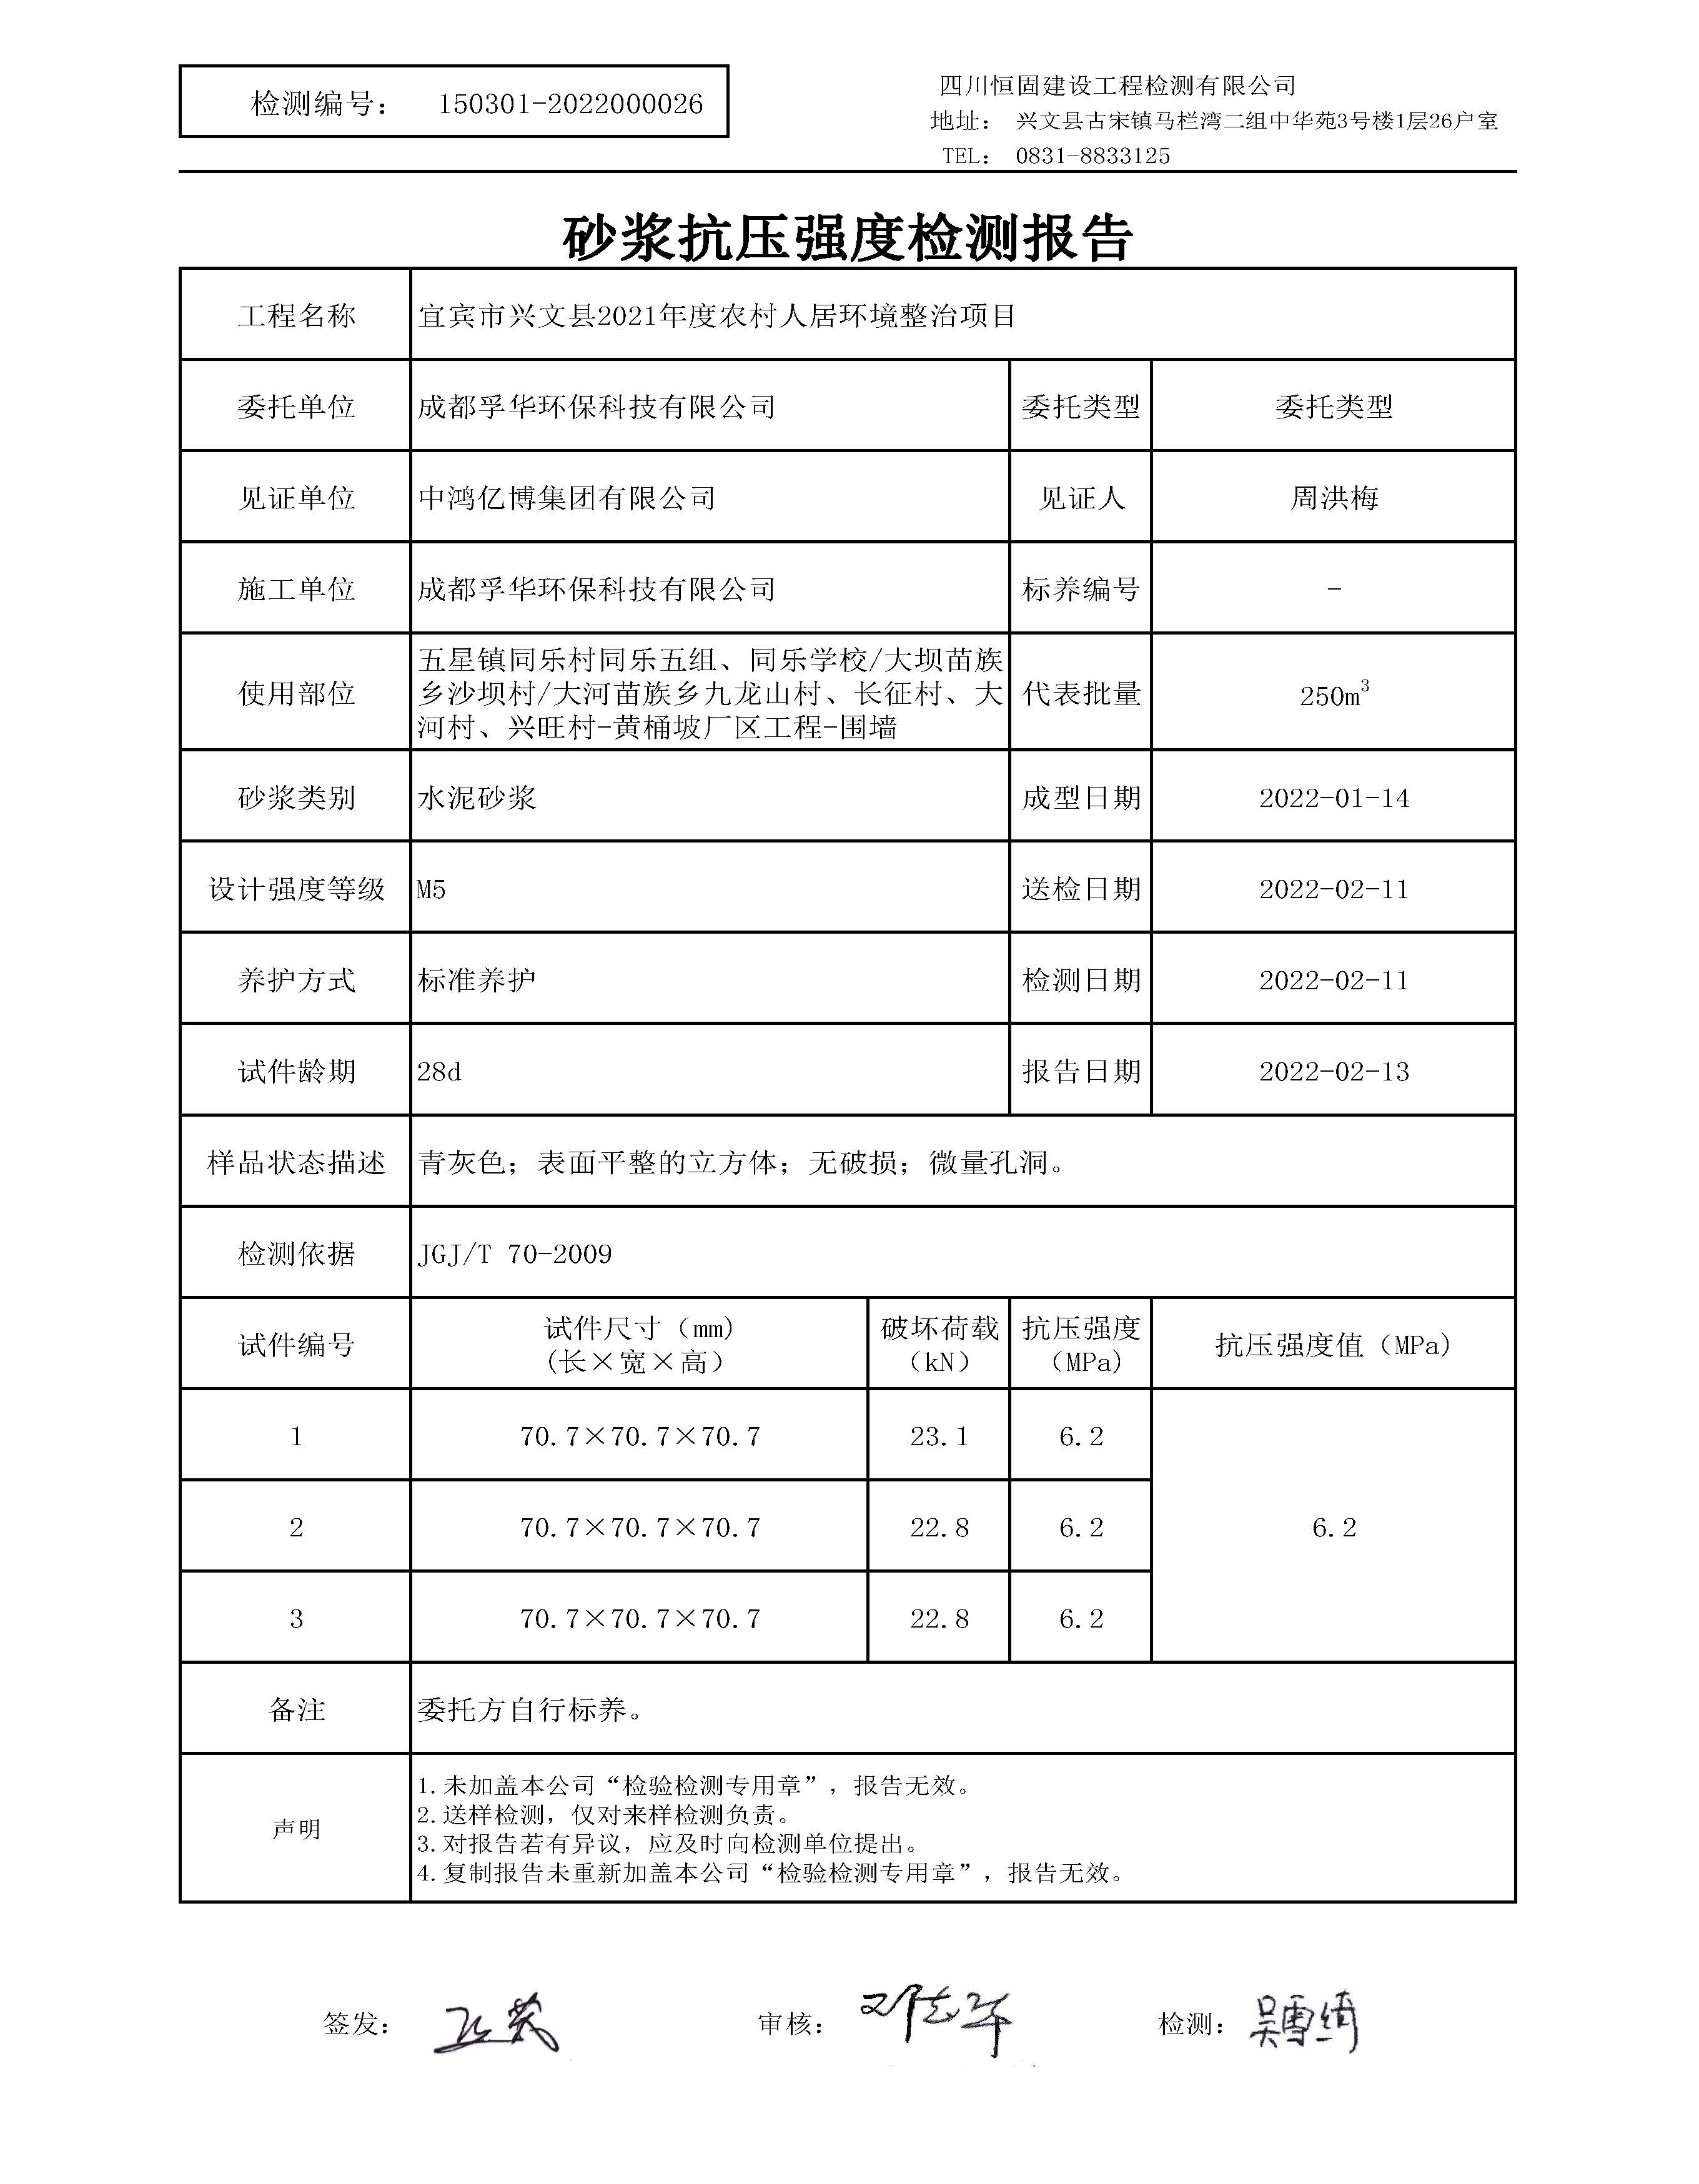 检测编号： 150301-2022000026
四川恒固建设工程检测有限公司
地址： 兴文县古宋镇马栏湾二组中华苑3号楼1层26户室
TEL： 0831-8833125
砂浆抗压强度检测报告
工程名称 宜宾市兴文县2021年度农村人居环境整治项目
委托单位 成都孚华环保科技有限公司 委托类型 委托类型
见证单位 中鸿亿博集团有限公司 见证人 周洪梅
施工单位 成都孚华环保科技有限公司 标养编号 -
使用部位 五星镇同乐村同乐五组、同乐学校/大坝苗族
乡沙坝村/大河苗族乡九龙山村、长征村、大
河村、兴旺村-黄桶坡厂区工程-围墙
代表批量 250m³
砂浆类别 水泥砂浆 成型日期 2022-01-14
设计强度等级 M5 送检日期 2022-02-11
养护方式 标准养护 检测日期 2022-02-11
试件龄期 28d 报告日期 2022-02-13
样品状态描述 青灰色；表面平整的立方体；无破损；微量孔洞。
检测依据 JGJ/T 70-2009
试件编号 试件尺寸（mm)
(长×宽×高）
破坏荷载
（kN）
抗压强度
（MPa)
抗压强度值（MPa)
1 70.7×70.7×70.7 23.1 6.2
2 70.7×70.7×70.7 22.8 6.2 6.2
3 70.7×70.7×70.7 22.8 6.2
备注 委托方自行标养。
声明
1.未加盖本公司“检验检测专用章”，报告无效。
2.送样检测，仅对来样检测负责。
3.对报告若有异议，应及时向检测单位提出。
4.复制报告未重新加盖本公司“检验检测专用章”，报告无效。
签发： 审核： 检测：吴雪绮